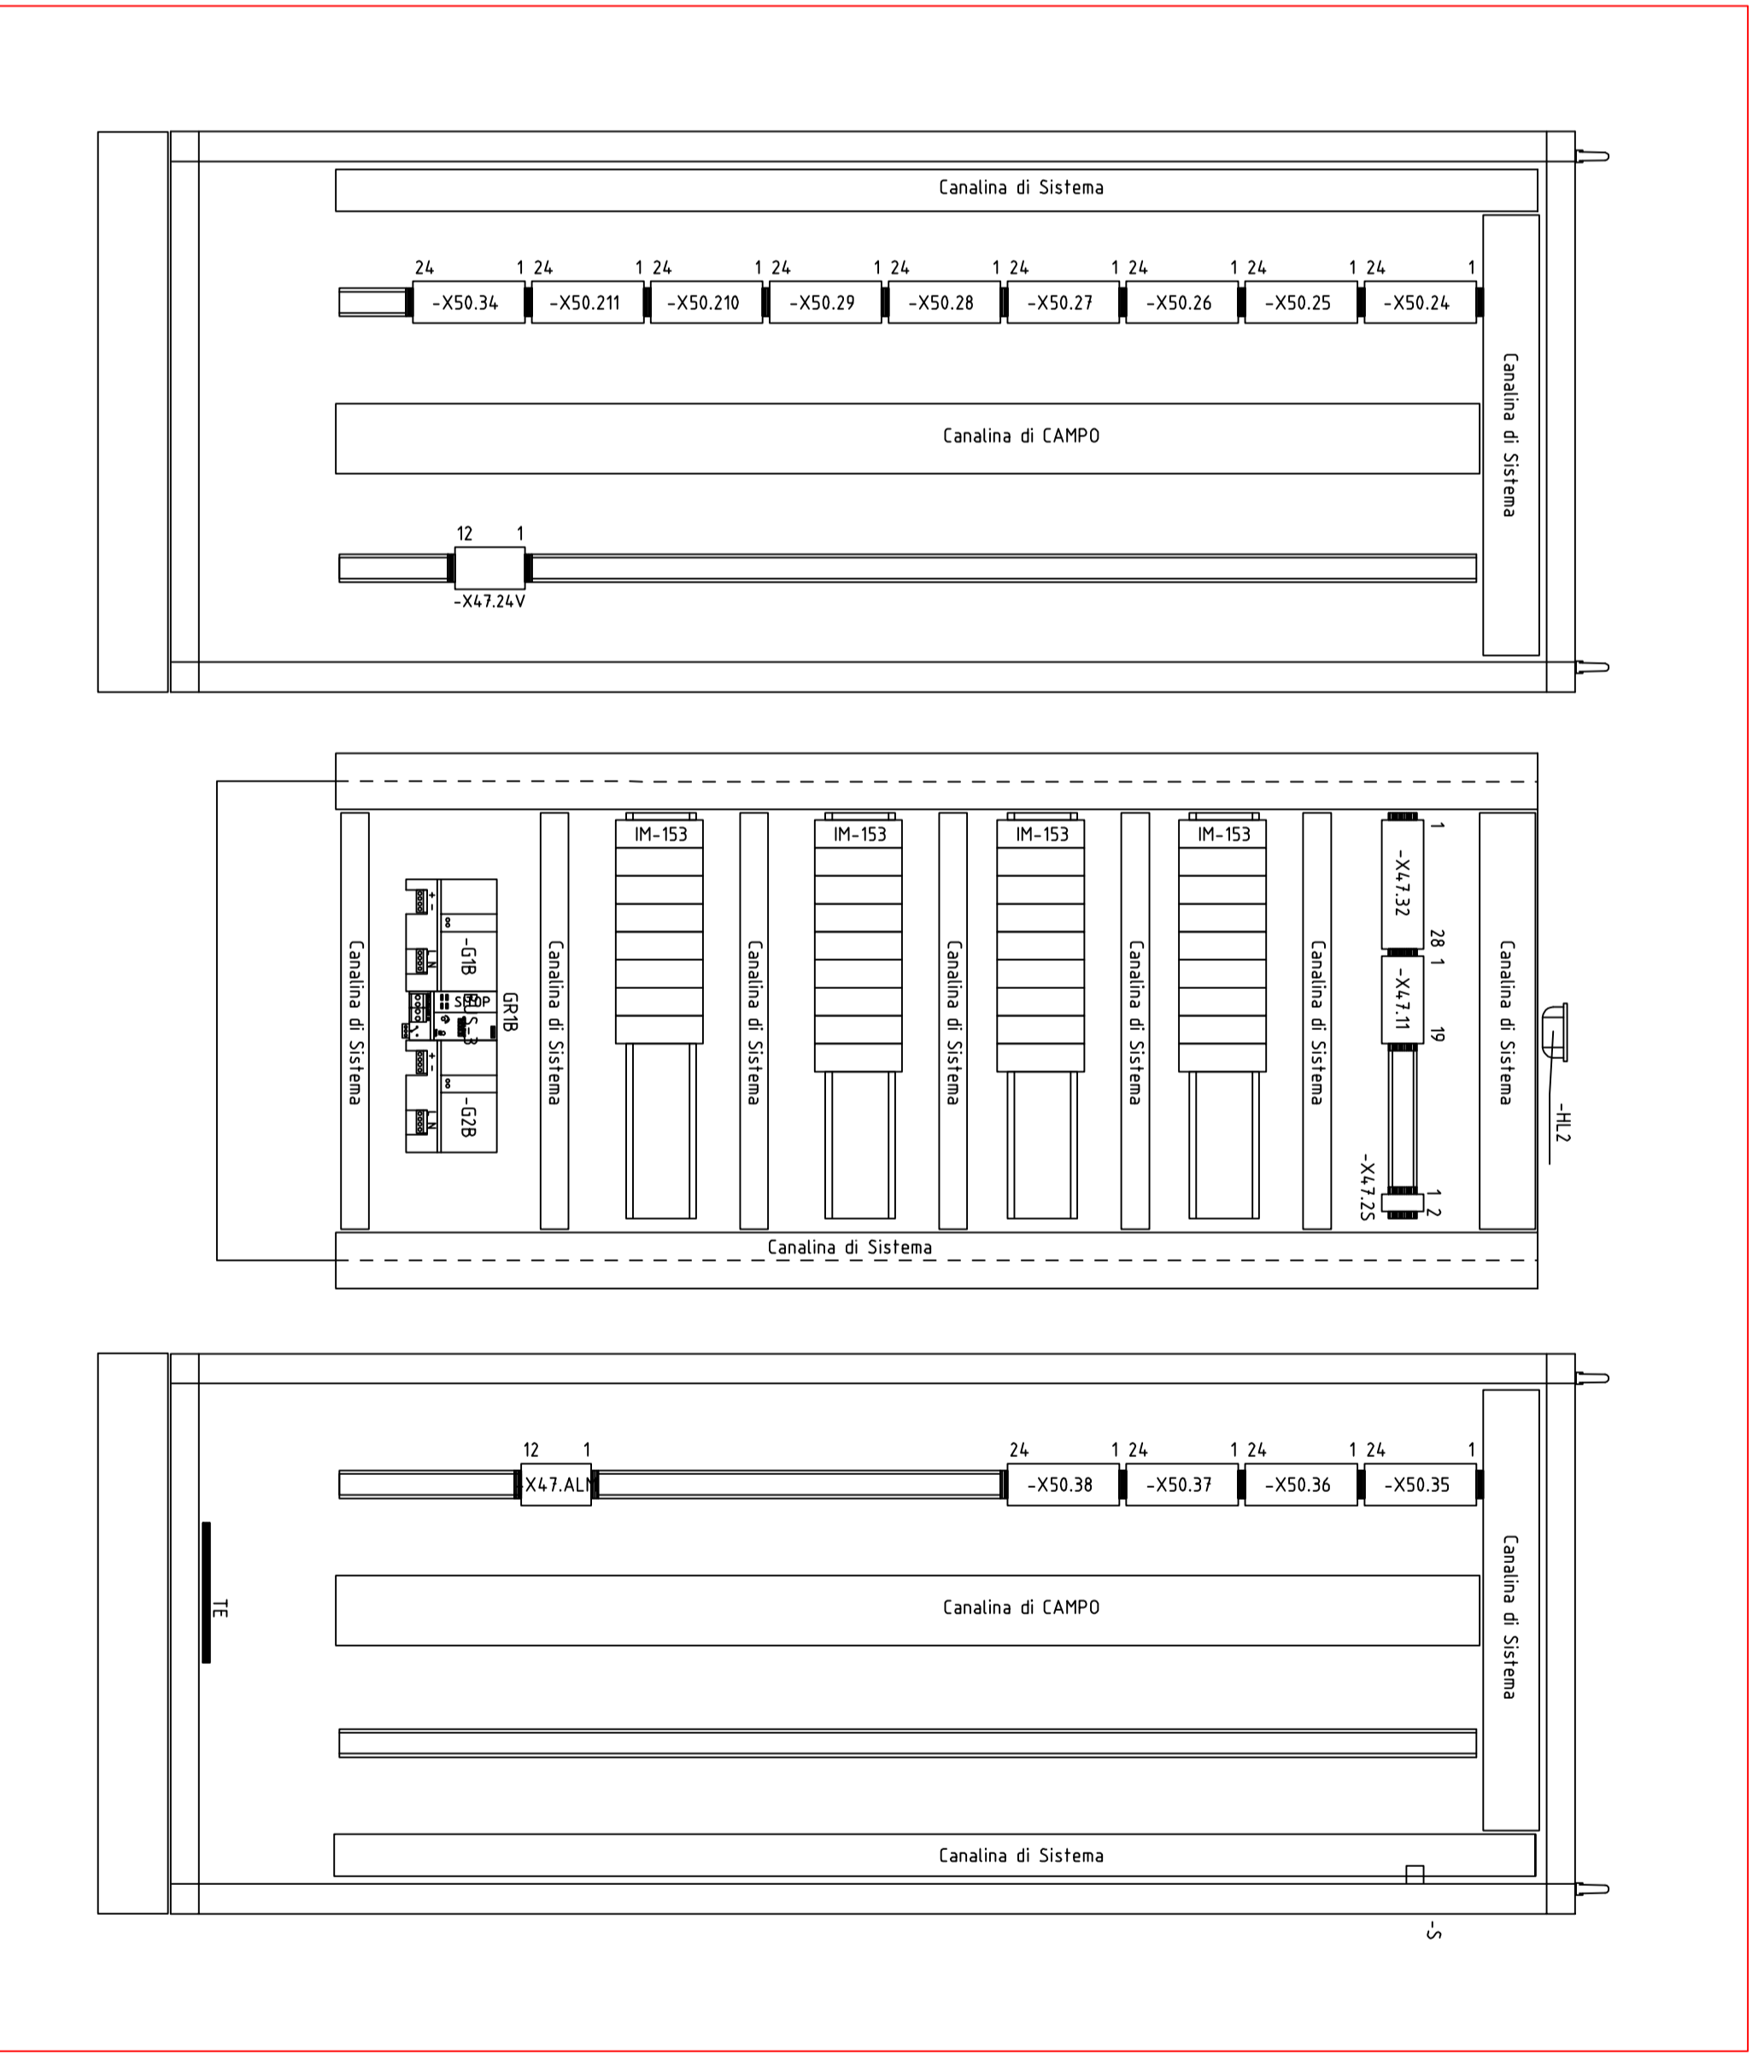 Canalina di Sistema
24 1 24 1 24 1 24 1 24 1 24 1 24 1 24 1 24 1
-X50.34 -X50.211 -X50.210 -X50.29 -X50.28 -X50.27 -X50.26 -X50.25 -X50.24
Canalina di Sistema
Canalina di CAMPO
12 1
-X47.24V
IM-153 IM-153 IM-153 IM-153
1
-X47.32
28
1
-X47.11
19
1
2
-X47.2S
-HL2
Canalina di Sistema
Canalina di Sistema
Canalina di Sistema
Canalina di Sistema
Canalina di Sistema
Canalina di Sistema
Canalina di Sistema
+ -
-G1B
L N
GR1B
+ -
-G2B
L N
Canalina di Sistema
12 1 24 1 24 1 24 1 24 1
X47.ALM -X50.38 -X50.37 -X50.36 -X50.35
Canalina di Sistema
TE
Canalina di CAMPO
Canalina di Sistema
-S